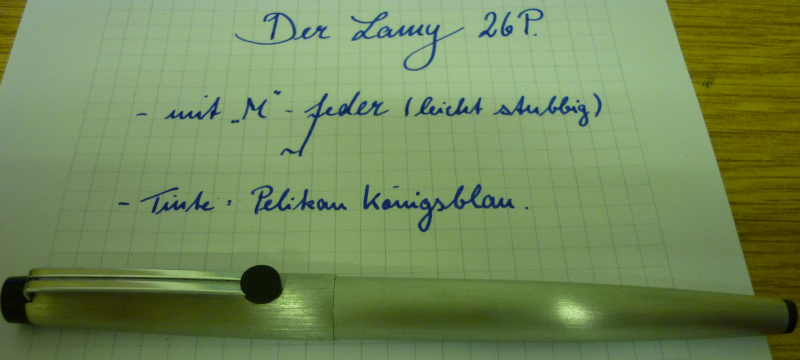 Der Lamy 26P.
- mit „M" - feder (leicht stubbig)
- Tinte: Pelikan Königsblau.